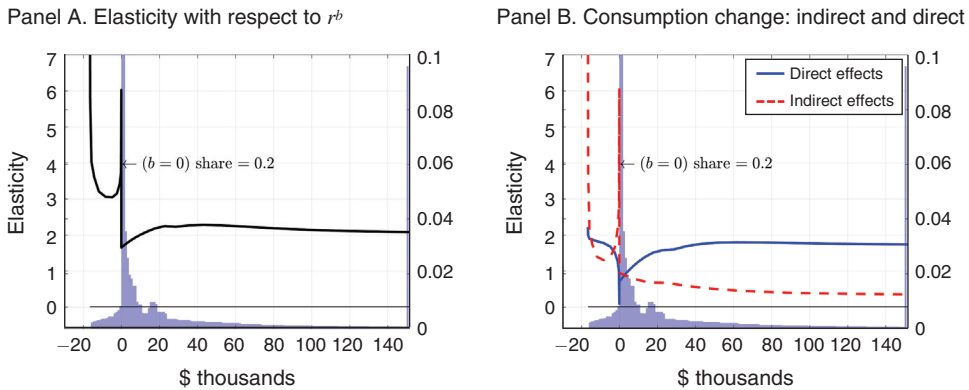 Panel A. Elasticity with respect to r^b
7
6
5
4
3
2
1
0
Elasticity
0.1
0.08
0.06
0.04
0.02
0
← (b = 0) share = 0.2
−20 0 20 40 60 80 100 120 140
$ thousands
Panel B. Consumption change: indirect and direct
7
6
5
4
3
2
1
0
Elasticity
0.1
0.08
0.06
0.04
0.02
0
Direct effects
Indirect effects
← (b = 0) share = 0.2
−20 0 20 40 60 80 100 120 140
$ thousands